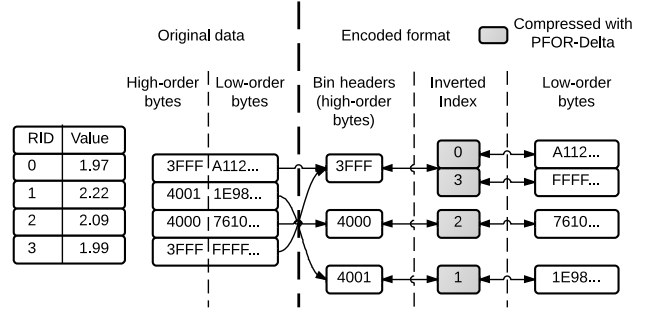 Original data
Encoded format
Compressed with
PFOR-Delta
High-order
bytes
Low-order
bytes
Bin headers
(high-order
bytes)
Inverted
Index
Low-order
bytes
RID Value
0 1.97
1 2.22
2 2.09
3 1.99
3FFF A112...
4001 1E98...
4000 7610...
3FFF FFFF...
3FFF
4000
4001
0
3
2
1
A112...
FFFF...
7610...
1E98...